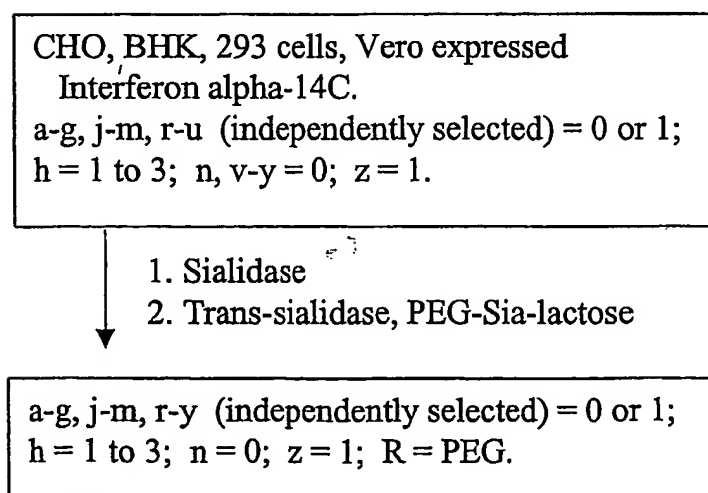 CHO, BHK, 293 cells, Vero expressed
Interferon alpha-14C.
a-g, j-m, r-u (independently selected) = 0 or 1;
h = 1 to 3; n, v-y = 0; z = 1.
1. Sialidase
2. Trans-sialidase, PEG-Sia-lactose
a-g, j-m, r-y (independently selected) = 0 or 1;
h = 1 to 3; n = 0; z = 1; R = PEG.